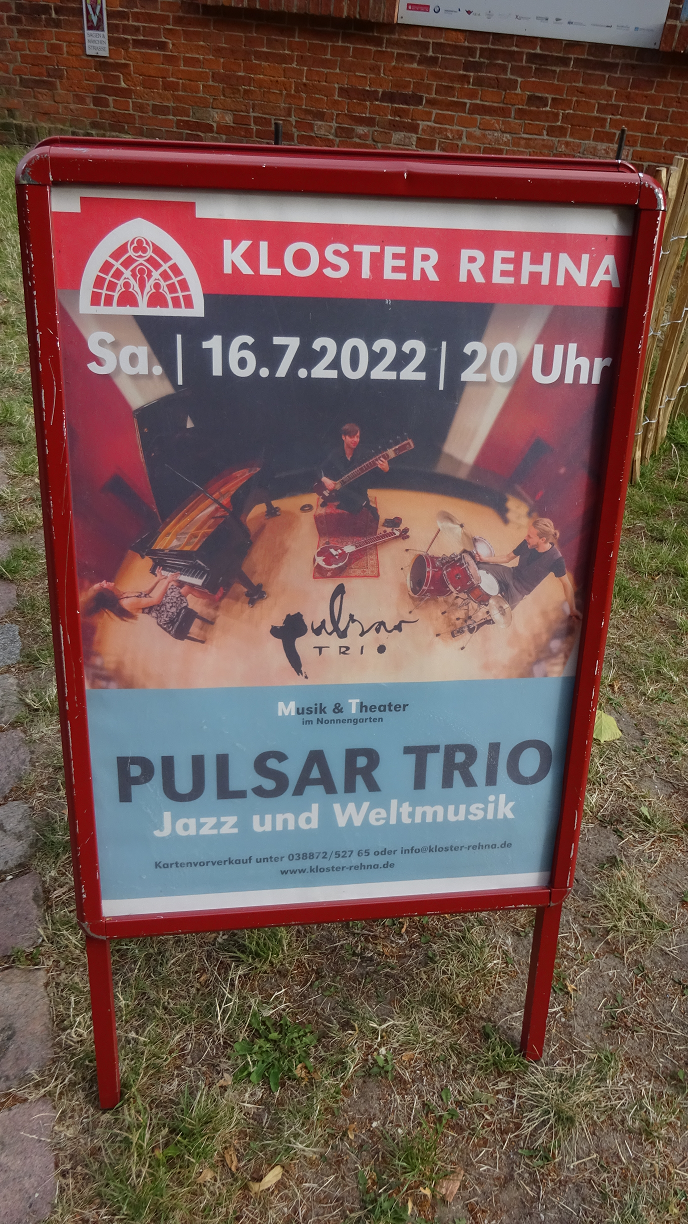 KLOSTER REHNA
Sa. | 16.7.2022 | 20 Uhr
pulsar
TRIO
Musik & Theater
im Nonnengarten
PULSAR TRIO
Jazz und Weltmusik
Kartenvorverkauf unter 038872/527 65 oder info@kloster-rehna.de
www.kloster-rehna.de